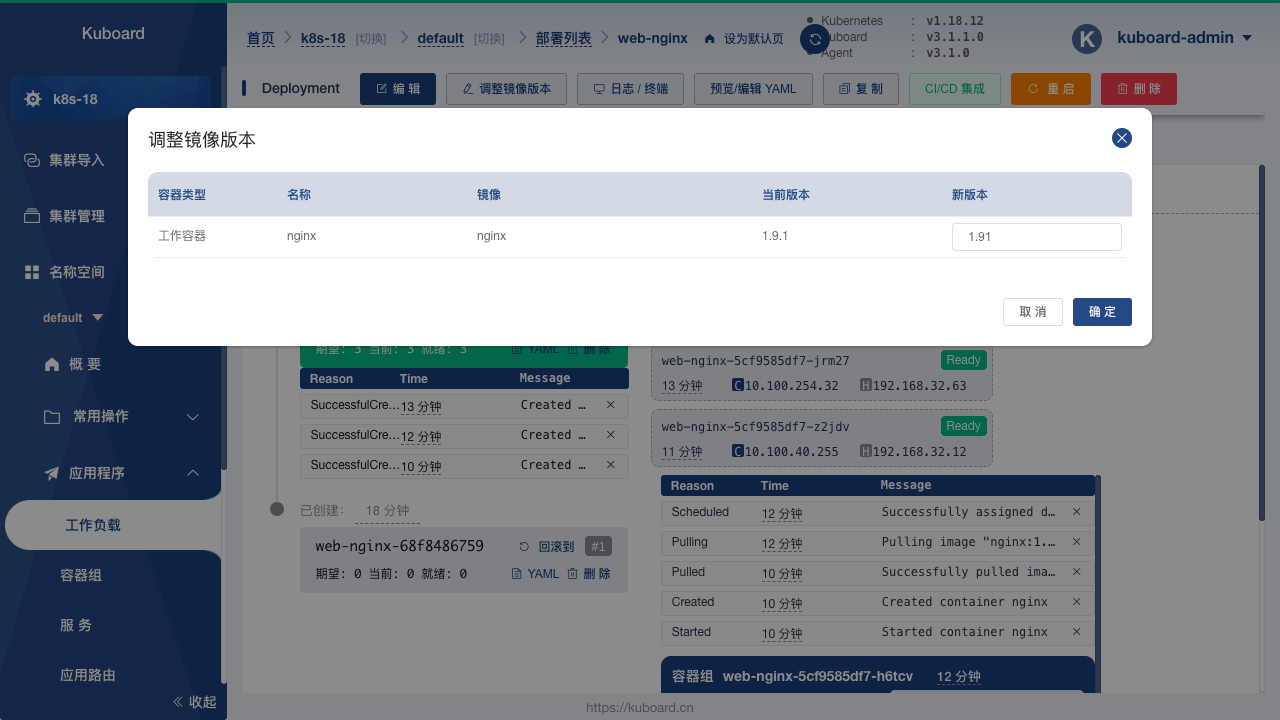 Kuboard
k8s-18
集群导入
集群管理
名称空间
default
概 要
常用操作
应用程序
工作负载
容器组
服 务
应用路由
收起
首页
k8s-18 [切换]
default [切换]
部署列表
web-nginx
设为默认页
Kubernetes : v1.18.12
uboard : v3.1.1.0
Agent : v3.1.0
K
kuboard-admin
Deployment
编 辑
调整镜像版本
日志 / 终端
预览/编辑 YAML
复 制
CI/CD 集成
重 启
删 除
调整镜像版本
容器类型 名称 镜像 当前版本 新版本
工作容器 nginx nginx 1.9.1 1.91
取 消
确 定
期望: 3 当前: 3 就绪: 3 YAML 删 除
Reason Time Message
SuccessfulCre... 13 分钟 Created …
SuccessfulCre... 12 分钟 Created …
SuccessfulCre... 10 分钟 Created …
已创建: 18 分钟
web-nginx-68f8486759 回滚到 #1
期望: 0 当前: 0 就绪: 0 YAML 删 除
web-nginx-5cf9585df7-jrm27 Ready
13 分钟 C 10.100.254.32 H 192.168.32.63
web-nginx-5cf9585df7-z2jdv Ready
11 分钟 C 10.100.40.255 H 192.168.32.12
Reason Time Message
Scheduled 12 分钟 Successfully assigned d…
Pulling 12 分钟 Pulling image "nginx:1.…
Pulled 10 分钟 Successfully pulled ima…
Created 10 分钟 Created container nginx
Started 10 分钟 Started container nginx
容器组 web-nginx-5cf9585df7-h6tcv 12 分钟
https://kuboard.cn